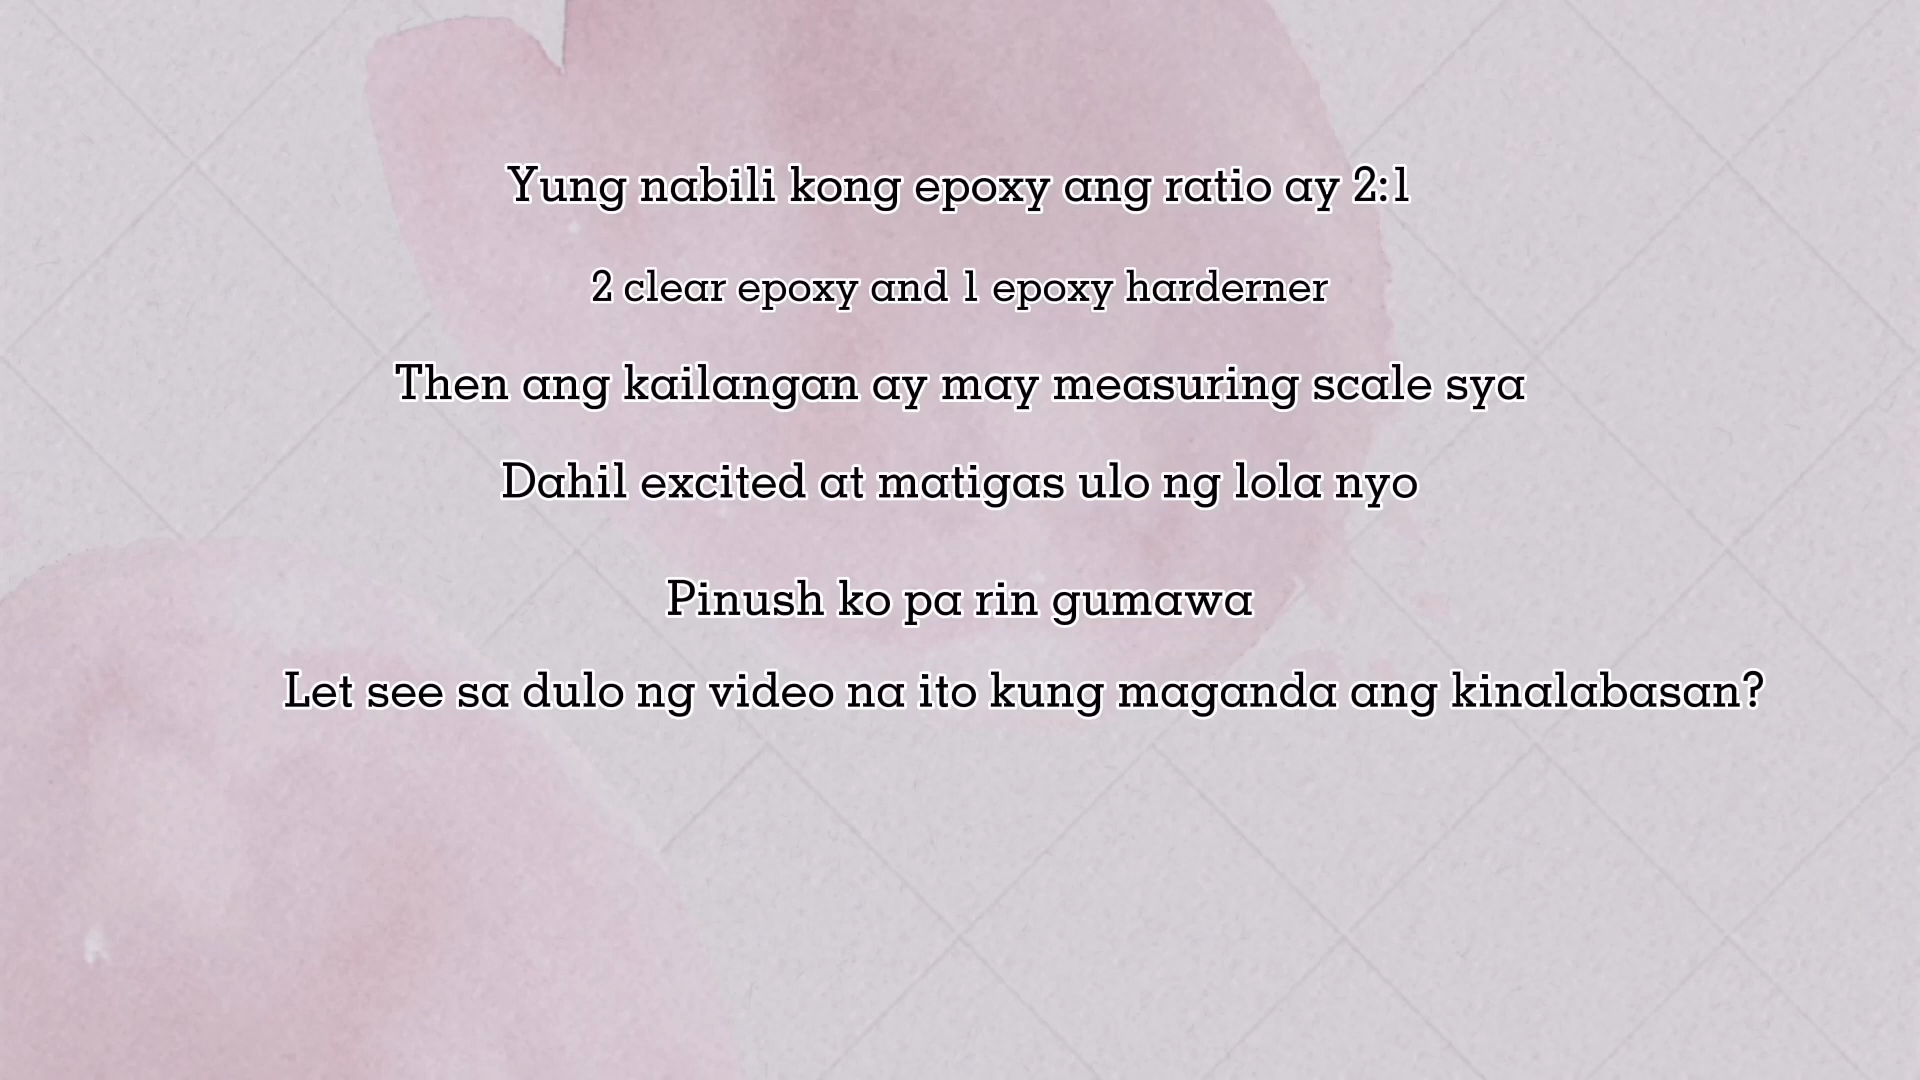 Yung nabili kong epoxy ang ratio ay 2:1
2 clear epoxy and 1 epoxy harderner
Then ang kailangan ay may measuring scale sya
Dahil excited at matigas ulo ng lola nyo
Pinush ko pa rin gumawa
Let see sa dulo ng video na ito kung maganda ang kinalabasan?